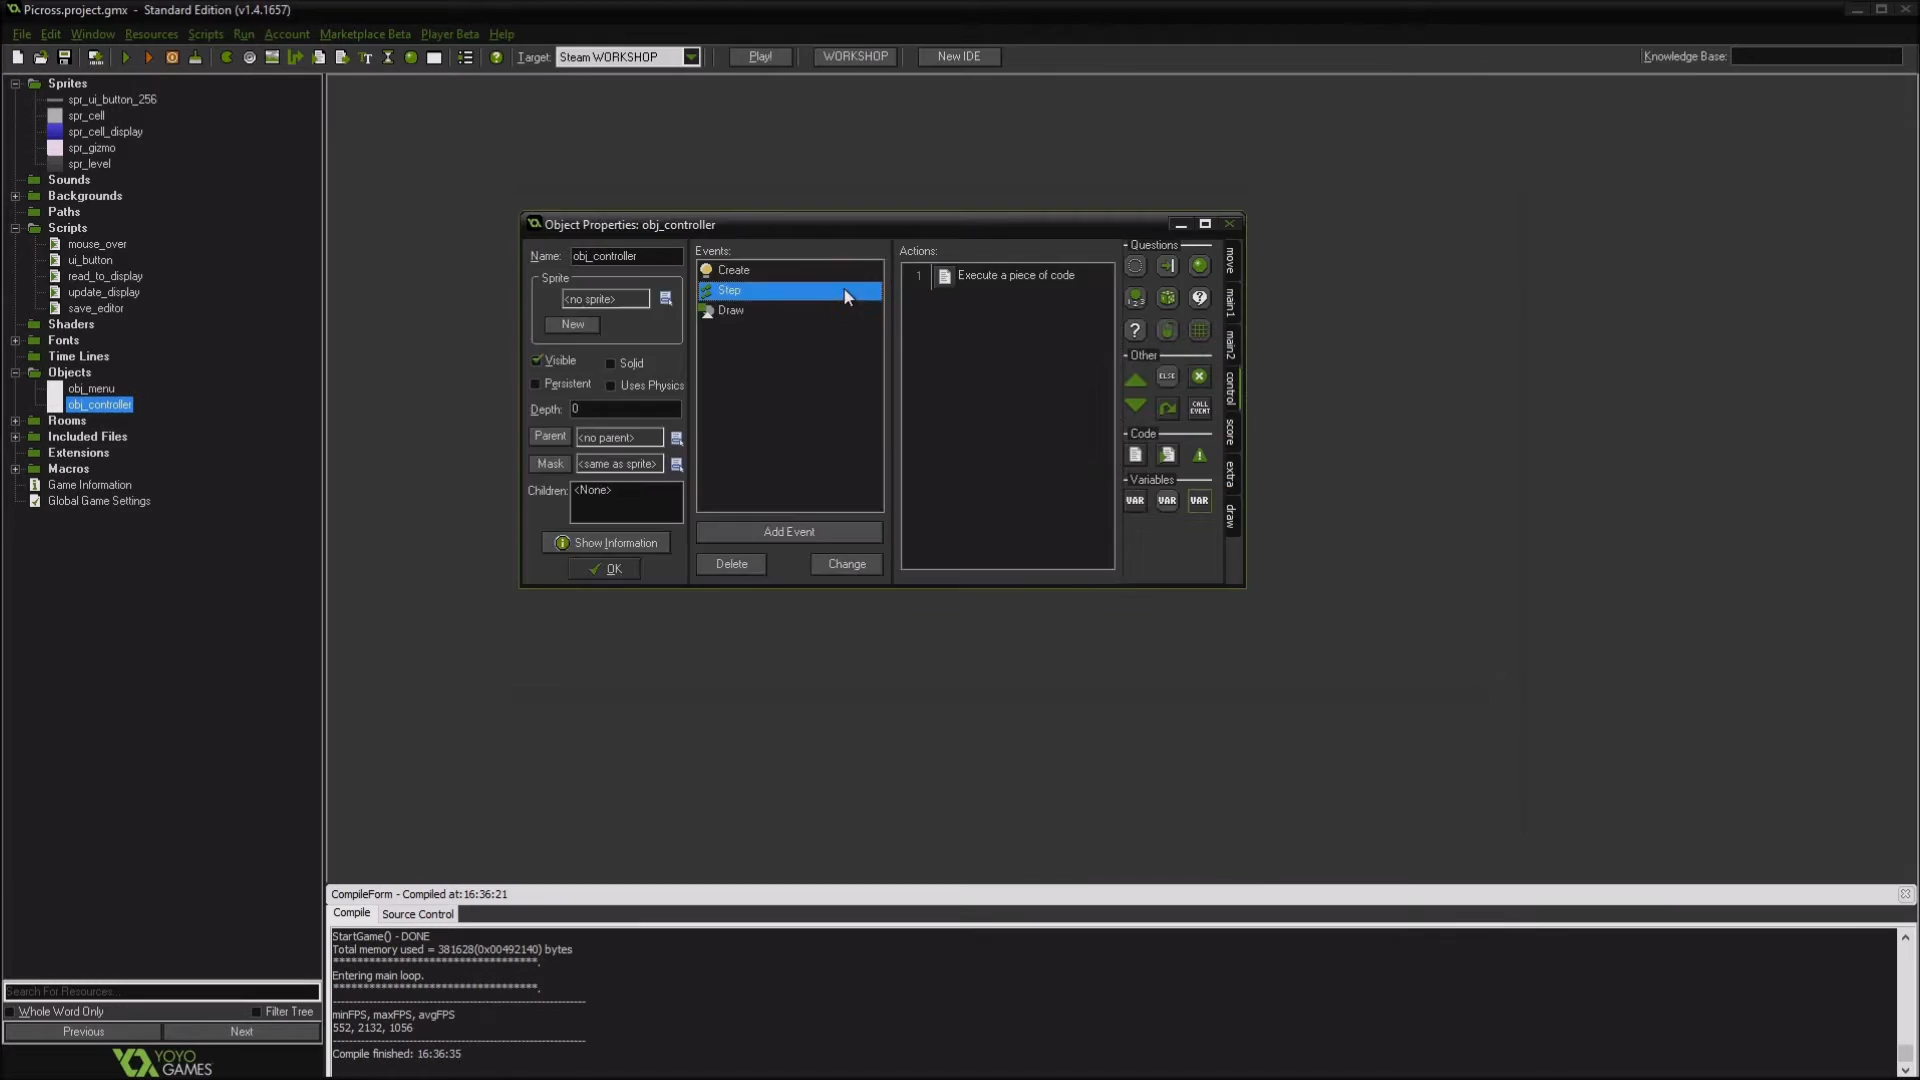 Picross.project.gmx - Standard Edition (v1.4.1657)
File Edit Window Resources Scripts Run Account Marketplace Beta Player Beta Help
Target: Steam WORKSHOP Play! WORKSHOP New IDE Knowledge Base:
Sprites
spr_ui_button_256
spr_cell
spr_cell_display
spr_gizmo
spr_level
Sounds
Backgrounds
Paths
Scripts
mouse_over
ui_button
read_to_display
update_display
save_editor
Shaders
Fonts
Time Lines
Objects
obj_menu
obj_controller
Rooms
Included Files
Extensions
Macros
Game Information
Global Game Settings
Search For Resources...
Whole Word Only Filter Tree
Previous Next
YOYO
GAMES
Object Properties: obj_controller
Name: obj_controller
Sprite
<no sprite>
New
Visible Solid
Persistent Uses Physics
Depth: 0
Parent <no parent>
Mask <same as sprite>
Children: <None>
Show Information
OK
Events:
Create
Step
Draw
Add Event
Delete Change
Actions:
1 Execute a piece of code
Questions
Other
ELSE
CALL EVENT
Code
Variables
VAR VAR VAR
move
main1
main2
control
score
extra
draw
CompileForm - Compiled at:16:36:21
Compile Source Control
StartGame() - DONE
Total memory used = 381628(0x00492140) bytes
**********************************.
Entering main loop.
**********************************.
minFPS, maxFPS, avgFPS
552, 2132, 1056
Compile finished: 16:36:35